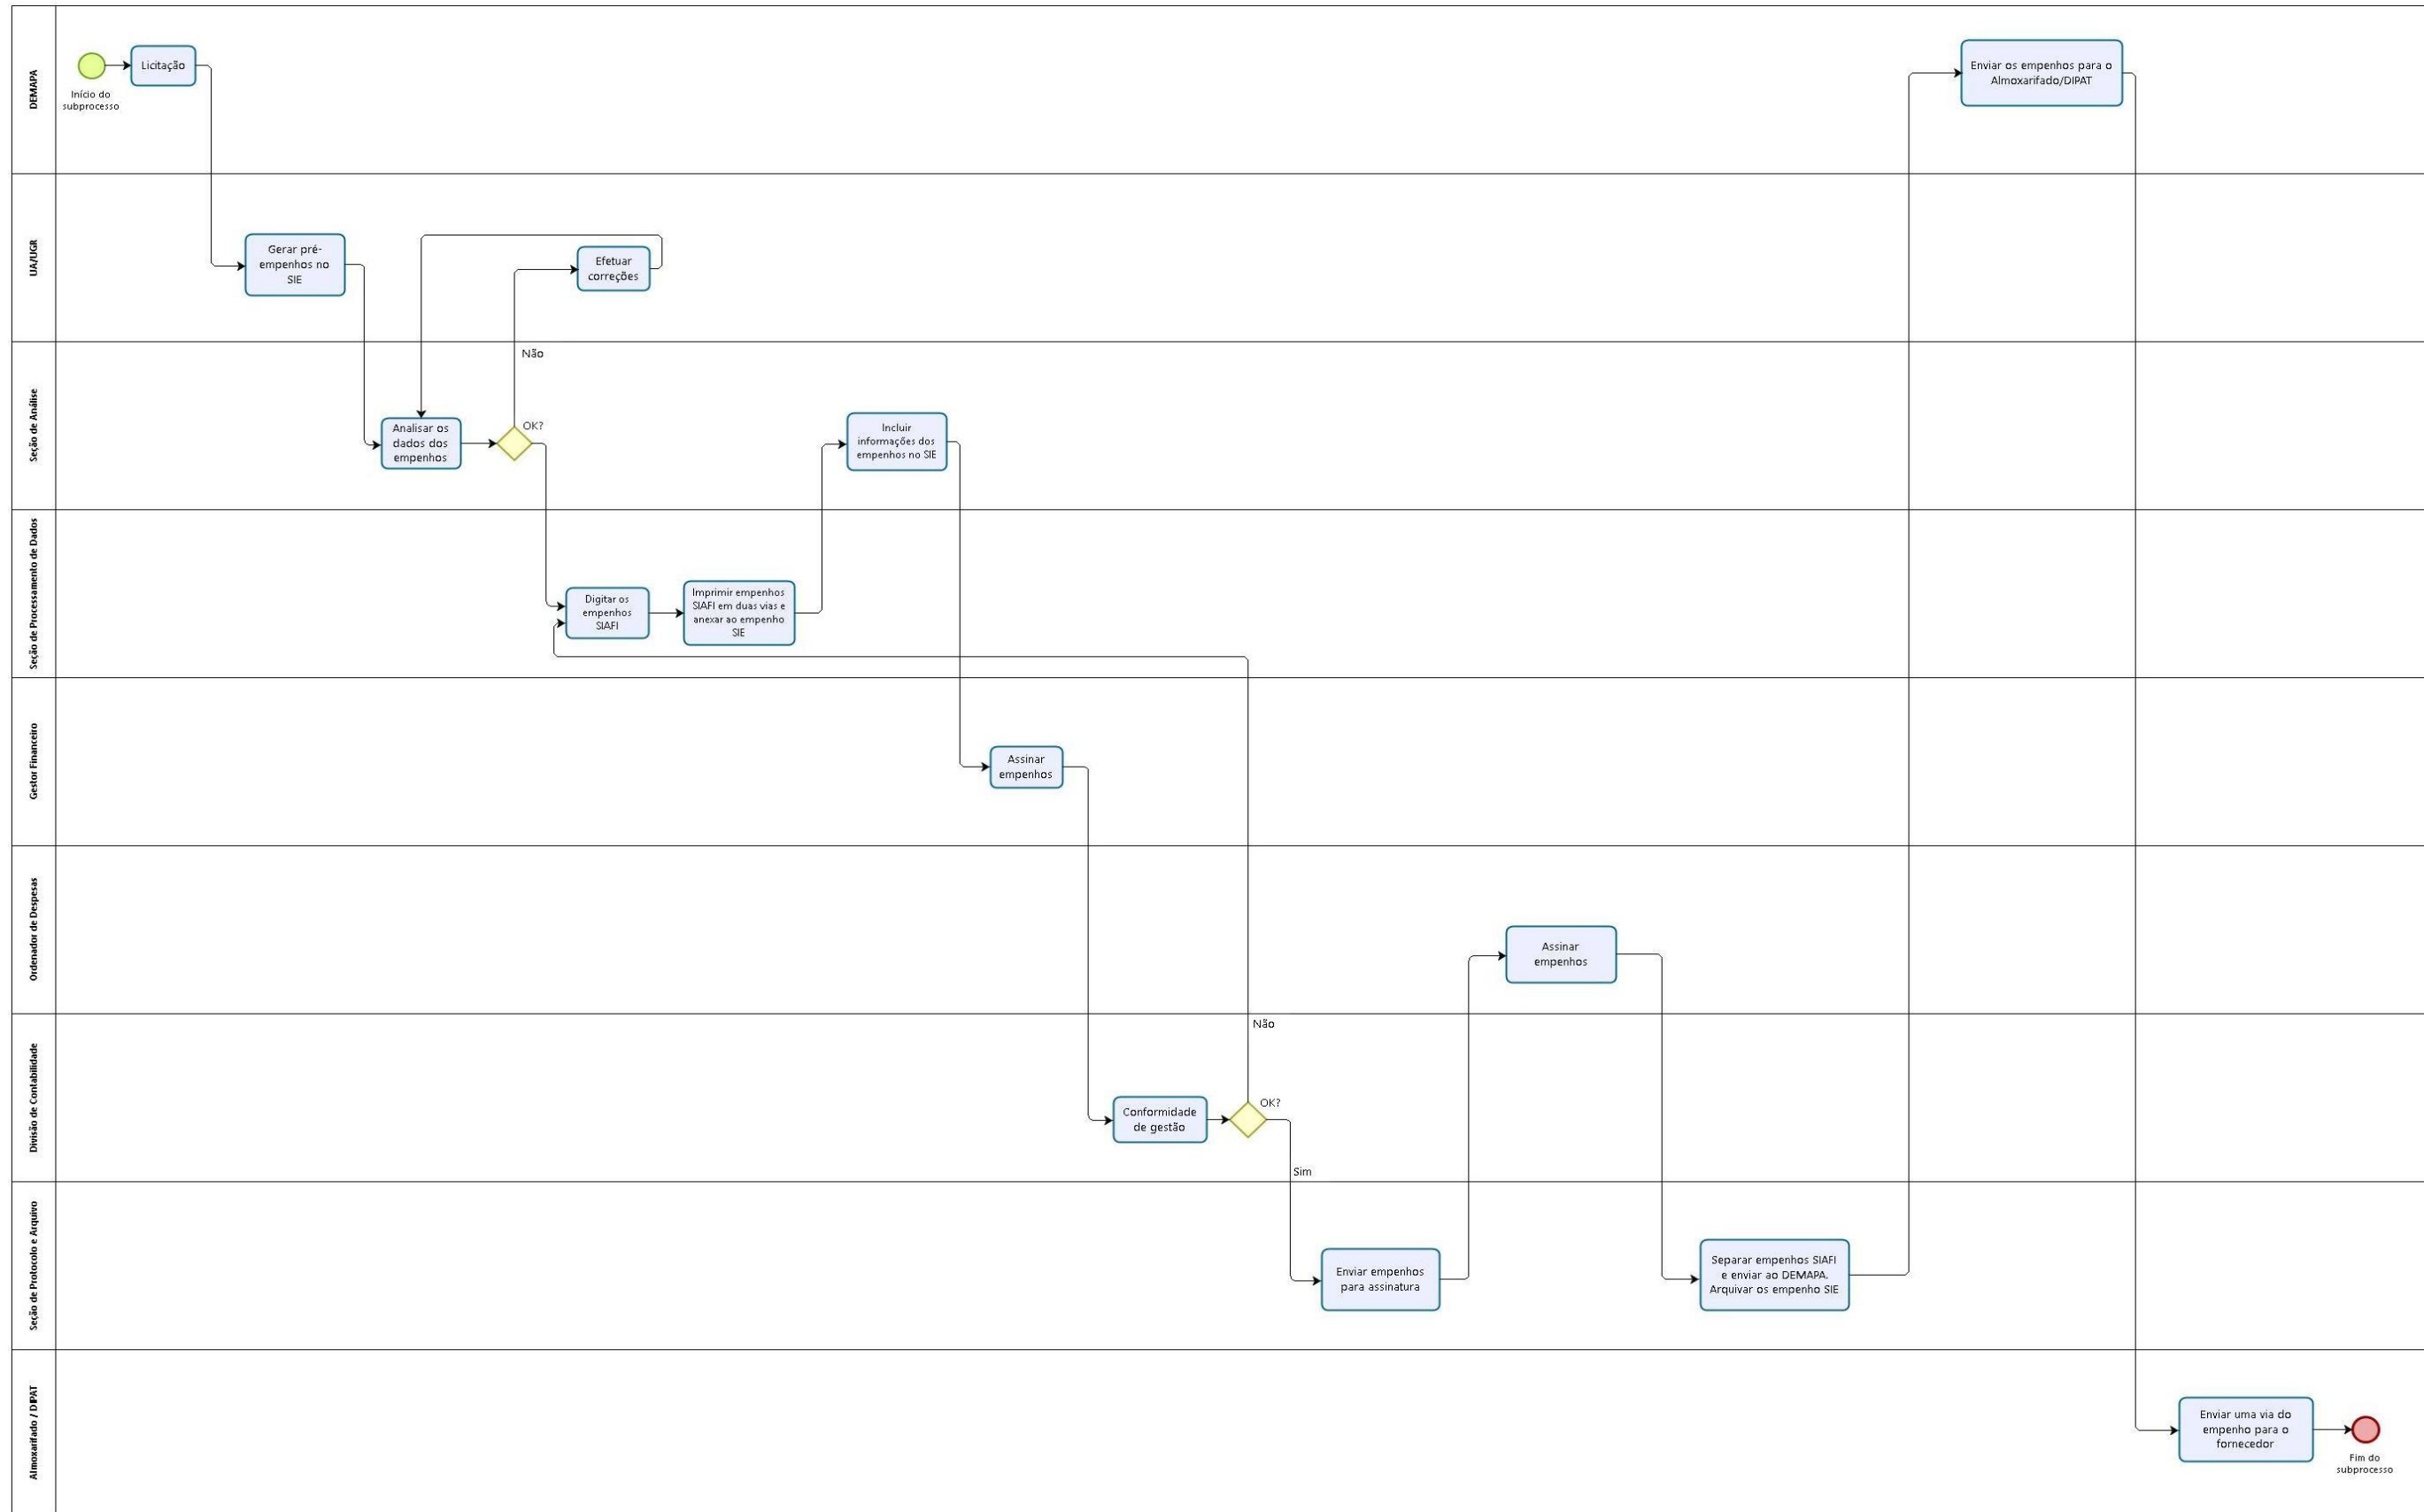 DEMAPA
Início do
subprocesso
Licitação
Enviar os empenhos para o
Almoxarifado/DIPAT
UA/UGR
Gerar pré-
empenhos no
SIE
Efetuar
correções
Seção de Análise
Não
Analisar os
dados dos
empenhos
OK?
Incluir
informações dos
empenhos no SIE
Seção de Processamento de Dados
Digitar os
empenhos
SIAFI
Imprimir empenhos
SIAFI em duas vias e
anexar ao empenho
SIE
Gestor Financeiro
Assinar
empenhos
Ordenador de Despesas
Assinar
empenhos
Divisão de Contabilidade
Não
Conformidade
de gestão
OK?
Sim
Seção de Protocolo e Arquivo
Enviar empenhos
para assinatura
Separar empenhos SIAFI
e enviar ao DEMAPA.
Arquivar os empenho SIE
Almoxarifado / DIPAT
Enviar uma via do
empenho para o
fornecedor
Fim do
subprocesso